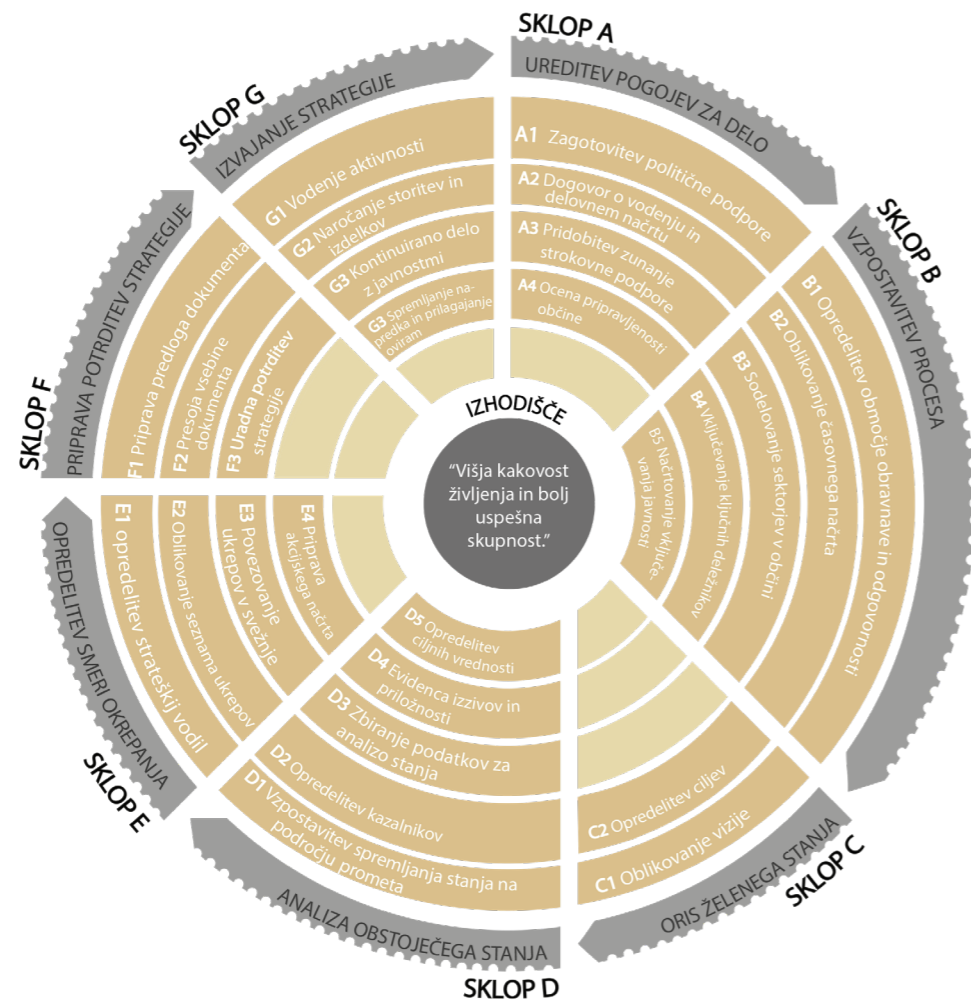 SKLOP A
UREDITEV POGOJEV ZA DELO
A1 Zagotovitev politične podpore
A2 Dogovor o vodenju in
delovnem načrtu
A3 Pridobitev zunanje
strokovne podpore
A4 Ocena pripravljenosti
občine
SKLOP B
VZPOSTAVITEV PROCESA
B1 Opredelitev območje obravnave in odgovornosti
B2 Oblikovanje časovnega načrta
B3 Sodelovanje sektorjev v občini
B4 Vključevanje ključnih deležnikov
B5 Načrtovanje vključe-
vanja javnosti
SKLOP C
ORIS ŽELENEGA STANJA
C1 Oblikovanje vizije
C2 Opredelitev ciljev
SKLOP D
ANALIZA OBSTOJEČEGA STANJA
D1 Vzpostavitev spremljanja stanja na
področju prometa
D2 Opredelitev kazalnikov
D3 Zbiranje podatkov za
analizo stanja
D4 Evidenca izzivov in
priložnosti
D5 Opredelitev
ciljnih vrednosti
SKLOP E
OPREDELITEV SMERI OKREPANJA
E1 opredelitev strateškij vodil
E2 Oblikovanje seznama ukrepov
E3 Povezovanje
ukrepov v svežnje
E4 Priprava
akcijskega načrta
SKLOP F
PRIPRAVA POTRDITEV STRATEGIJE
F1 Priprava predloga dokumenta
F2 Presoja vsebine
dokumenta
F3 Uradna potrditev
strategije
SKLOP G
IZVAJANJE STRATEGIJE
G1 Vodenje aktivnosti
G2 Naročanje storitev in
izdelkov
G3 Kontinuirano delo
z javnostmi
G3 Spremljanje na-
predka in prilagajanje
oviram
IZHODIŠČE
“Višja kakovost
življenja in bolj
uspešna
skupnost.”